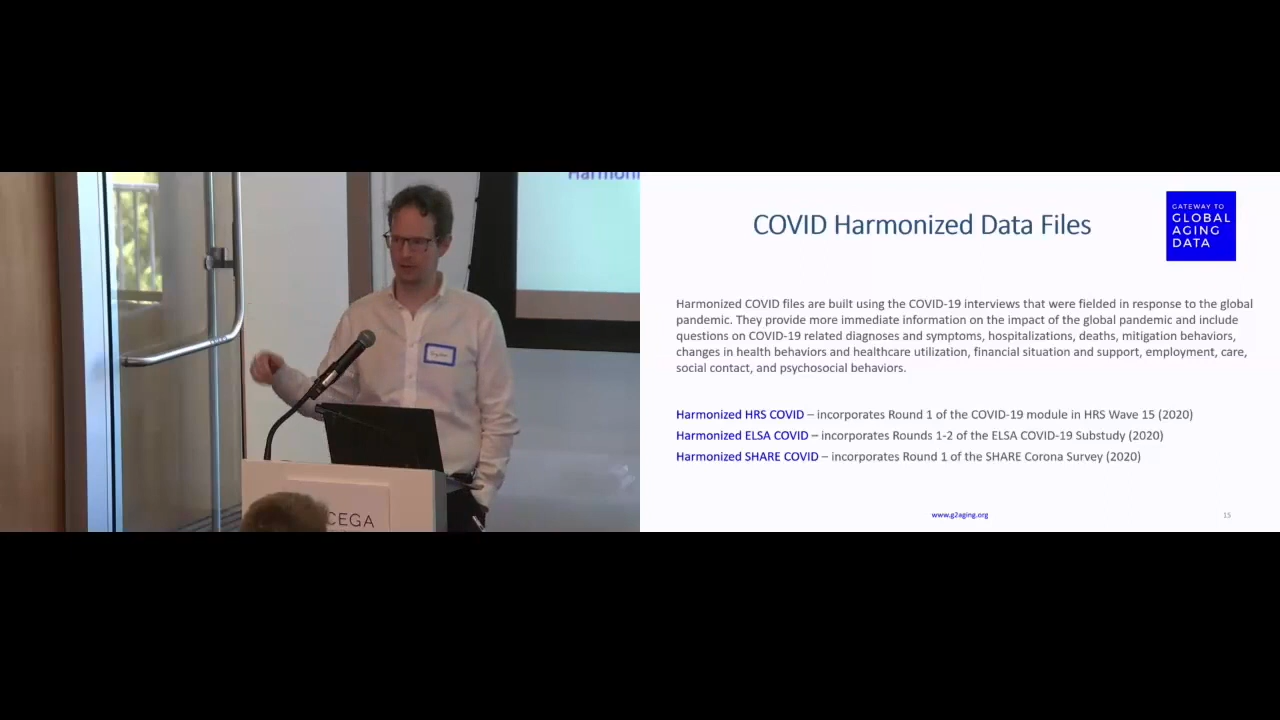 Harmoni
CEGA
COVID Harmonized Data Files
GATEWAY TO
GLOBAL
AGING
DATA
Harmonized COVID files are built using the COVID-19 interviews that were fielded in response to the global
pandemic. They provide more immediate information on the impact of the global pandemic and include
questions on COVID-19 related diagnoses and symptoms, hospitalizations, deaths, mitigation behaviors,
changes in health behaviors and healthcare utilization, financial situation and support, employment, care,
social contact, and psychosocial behaviors.
Harmonized HRS COVID – incorporates Round 1 of the COVID-19 module in HRS Wave 15 (2020)
Harmonized ELSA COVID – incorporates Rounds 1-2 of the ELSA COVID-19 Substudy (2020)
Harmonized SHARE COVID – incorporates Round 1 of the SHARE Corona Survey (2020)
www.g2aging.org
15